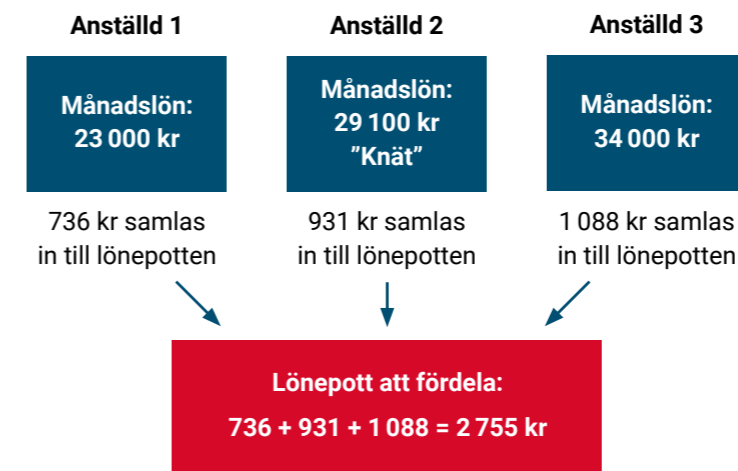 Anställd 1
Månadslön:
23 000 kr
736 kr samlas
in till lönepotten
Anställd 2
Månadslön:
29 100 kr
”Knät”
931 kr samlas
in till lönepotten
Anställd 3
Månadslön:
34 000 kr
1 088 kr samlas
in till lönepotten
Lönepott att fördela:
736 + 931 + 1 088 = 2 755 kr